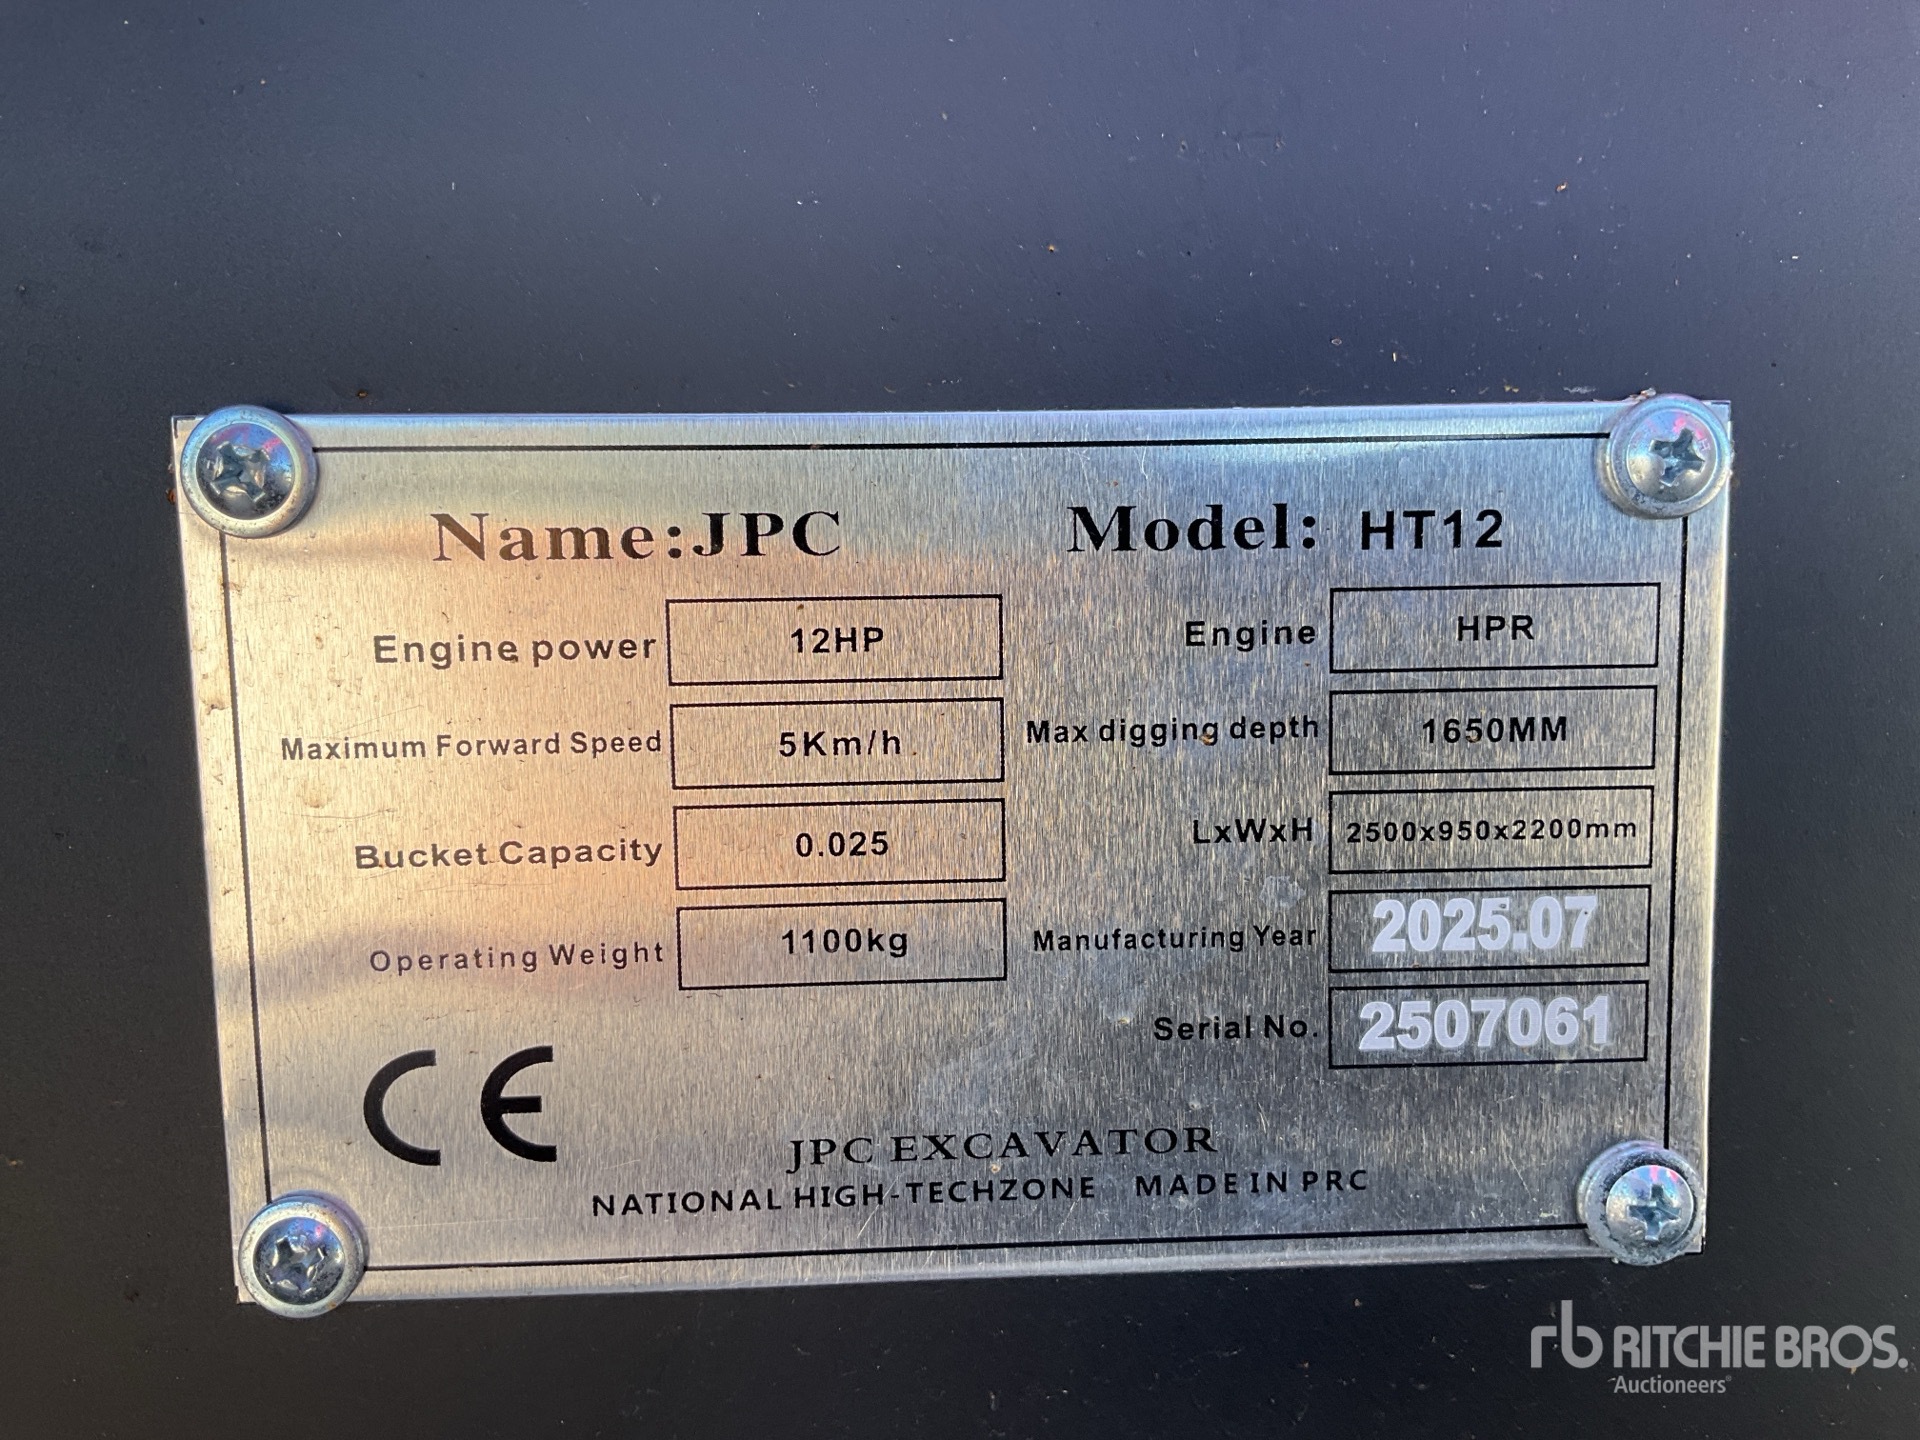 Name:JPC Model: HT12
Engine power 12HP Engine HPR
Maximum Forward Speed 5Km/h Max digging depth 1650MM
Bucket Capacity 0.025 LxWxH 2500x950x2200mm
Operating Weight 1100kg Manufacturing Year 2025.07
Serial No. 2507061
CE
JPC EXCAVATOR
NATIONAL HIGH-TECHZONE MADE IN PRC
rb RITCHIE BROS.
Auctioneers